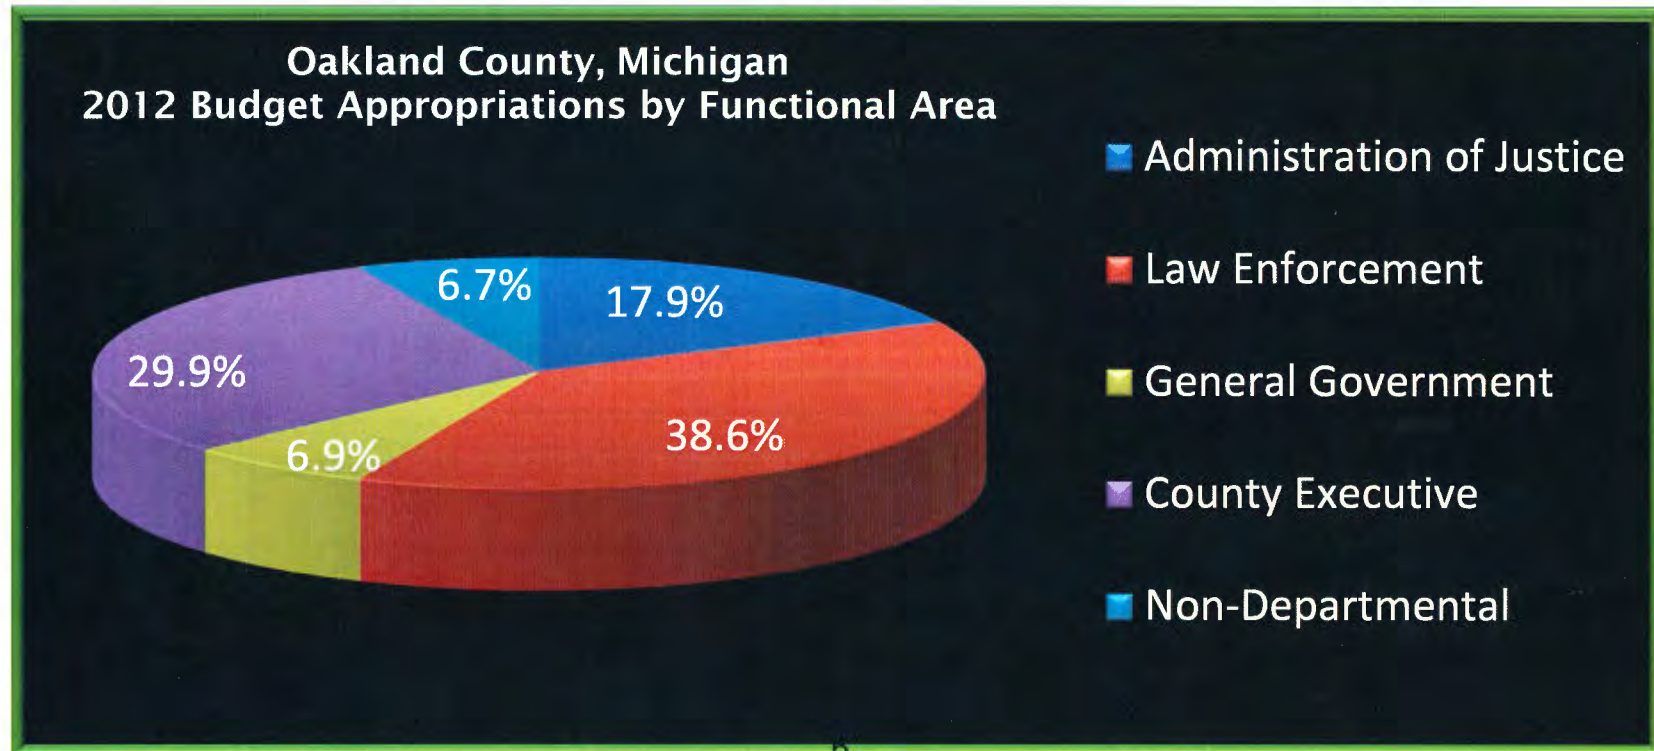 Oakland County, Michigan
2012 Budget Appropriations by Functional Area
Administration of Justice
Law Enforcement
General Government
County Executive
Non-Departmental
6.7%
17.9%
29.9%
38.6%
6.9%